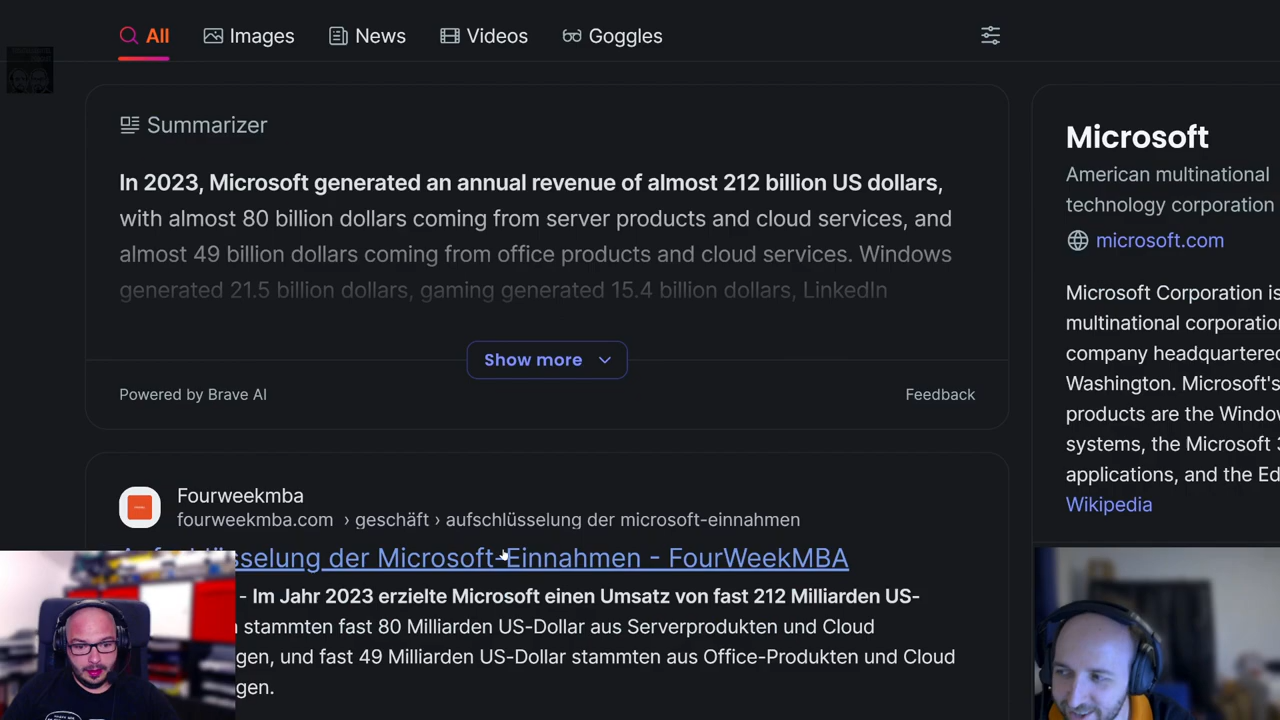 All Images News Videos Goggles
Summarizer
In 2023, Microsoft generated an annual revenue of almost 212 billion US dollars,
with almost 80 billion dollars coming from server products and cloud services, and
almost 49 billion dollars coming from office products and cloud services. Windows
generated 21.5 billion dollars, gaming generated 15.4 billion dollars, LinkedIn
Show more
Powered by Brave AI
Feedback
Fourweekmba
fourweekmba.com › geschäft › aufschlüsselung der microsoft-einnahmen
der Microsoft-Einnahmen - FourWeekMBA
- Im Jahr 2023 erzielte Microsoft einen Umsatz von fast 212 Milliarden US-
stammten fast 80 Milliarden US-Dollar aus Serverprodukten und Cloud
gen, und fast 49 Milliarden US-Dollar stammten aus Office-Produkten und Cloud
gen.
Microsoft
American multinational
technology corporation
microsoft.com
Microsoft Corporation is
multinational corporation
company headquartered
Washington. Microsoft's
products are the Window
systems, the Microsoft 3
applications, and the Ed
Wikipedia